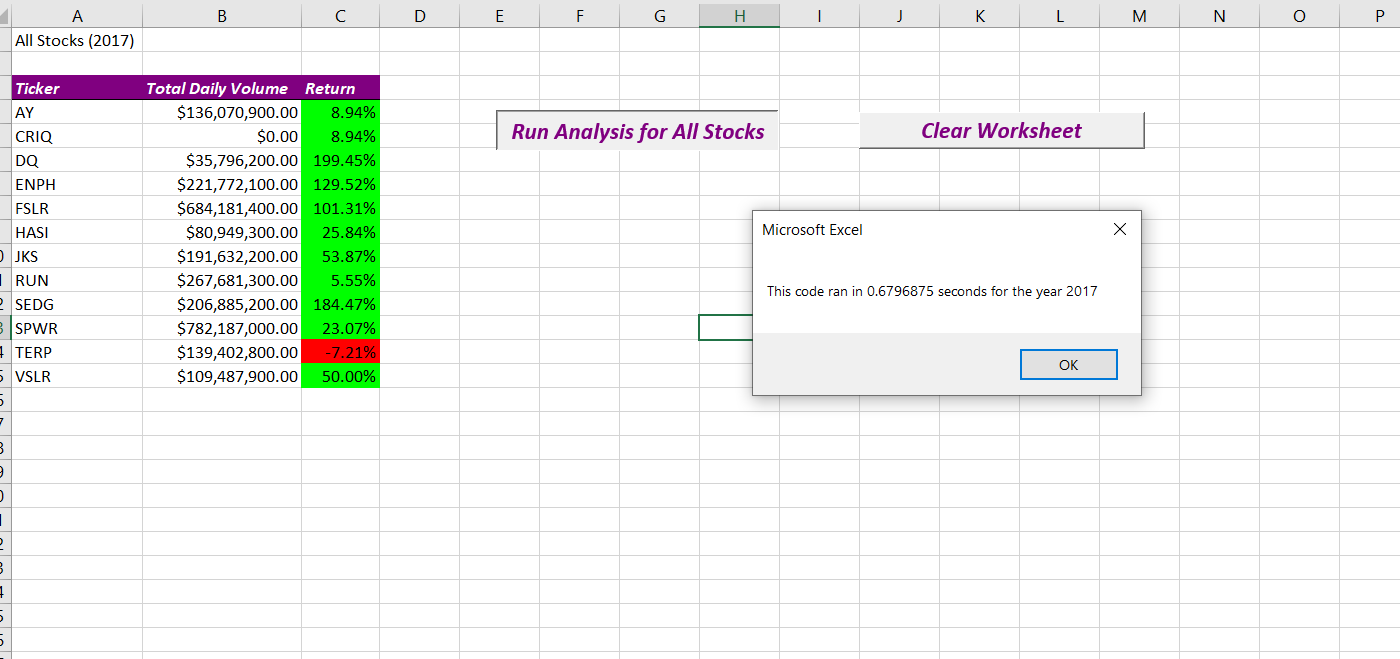 A B C D E F G H I J K L M N O P
All Stocks (2017)
Ticker Total Daily Volume Return
AY $136,070,900.00 8.94%
CRIQ $0.00 8.94%
DQ $35,796,200.00 199.45%
ENPH $221,772,100.00 129.52%
FSLR $684,181,400.00 101.31%
HASI $80,949,300.00 25.84%
JKS $191,632,200.00 53.87%
RUN $267,681,300.00 5.55%
SEDG $206,885,200.00 184.47%
SPWR $782,187,000.00 23.07%
TERP $139,402,800.00 -7.21%
VSLR $109,487,900.00 50.00%
Run Analysis for All Stocks
Clear Worksheet
Microsoft Excel
This code ran in 0.6796875 seconds for the year 2017
OK